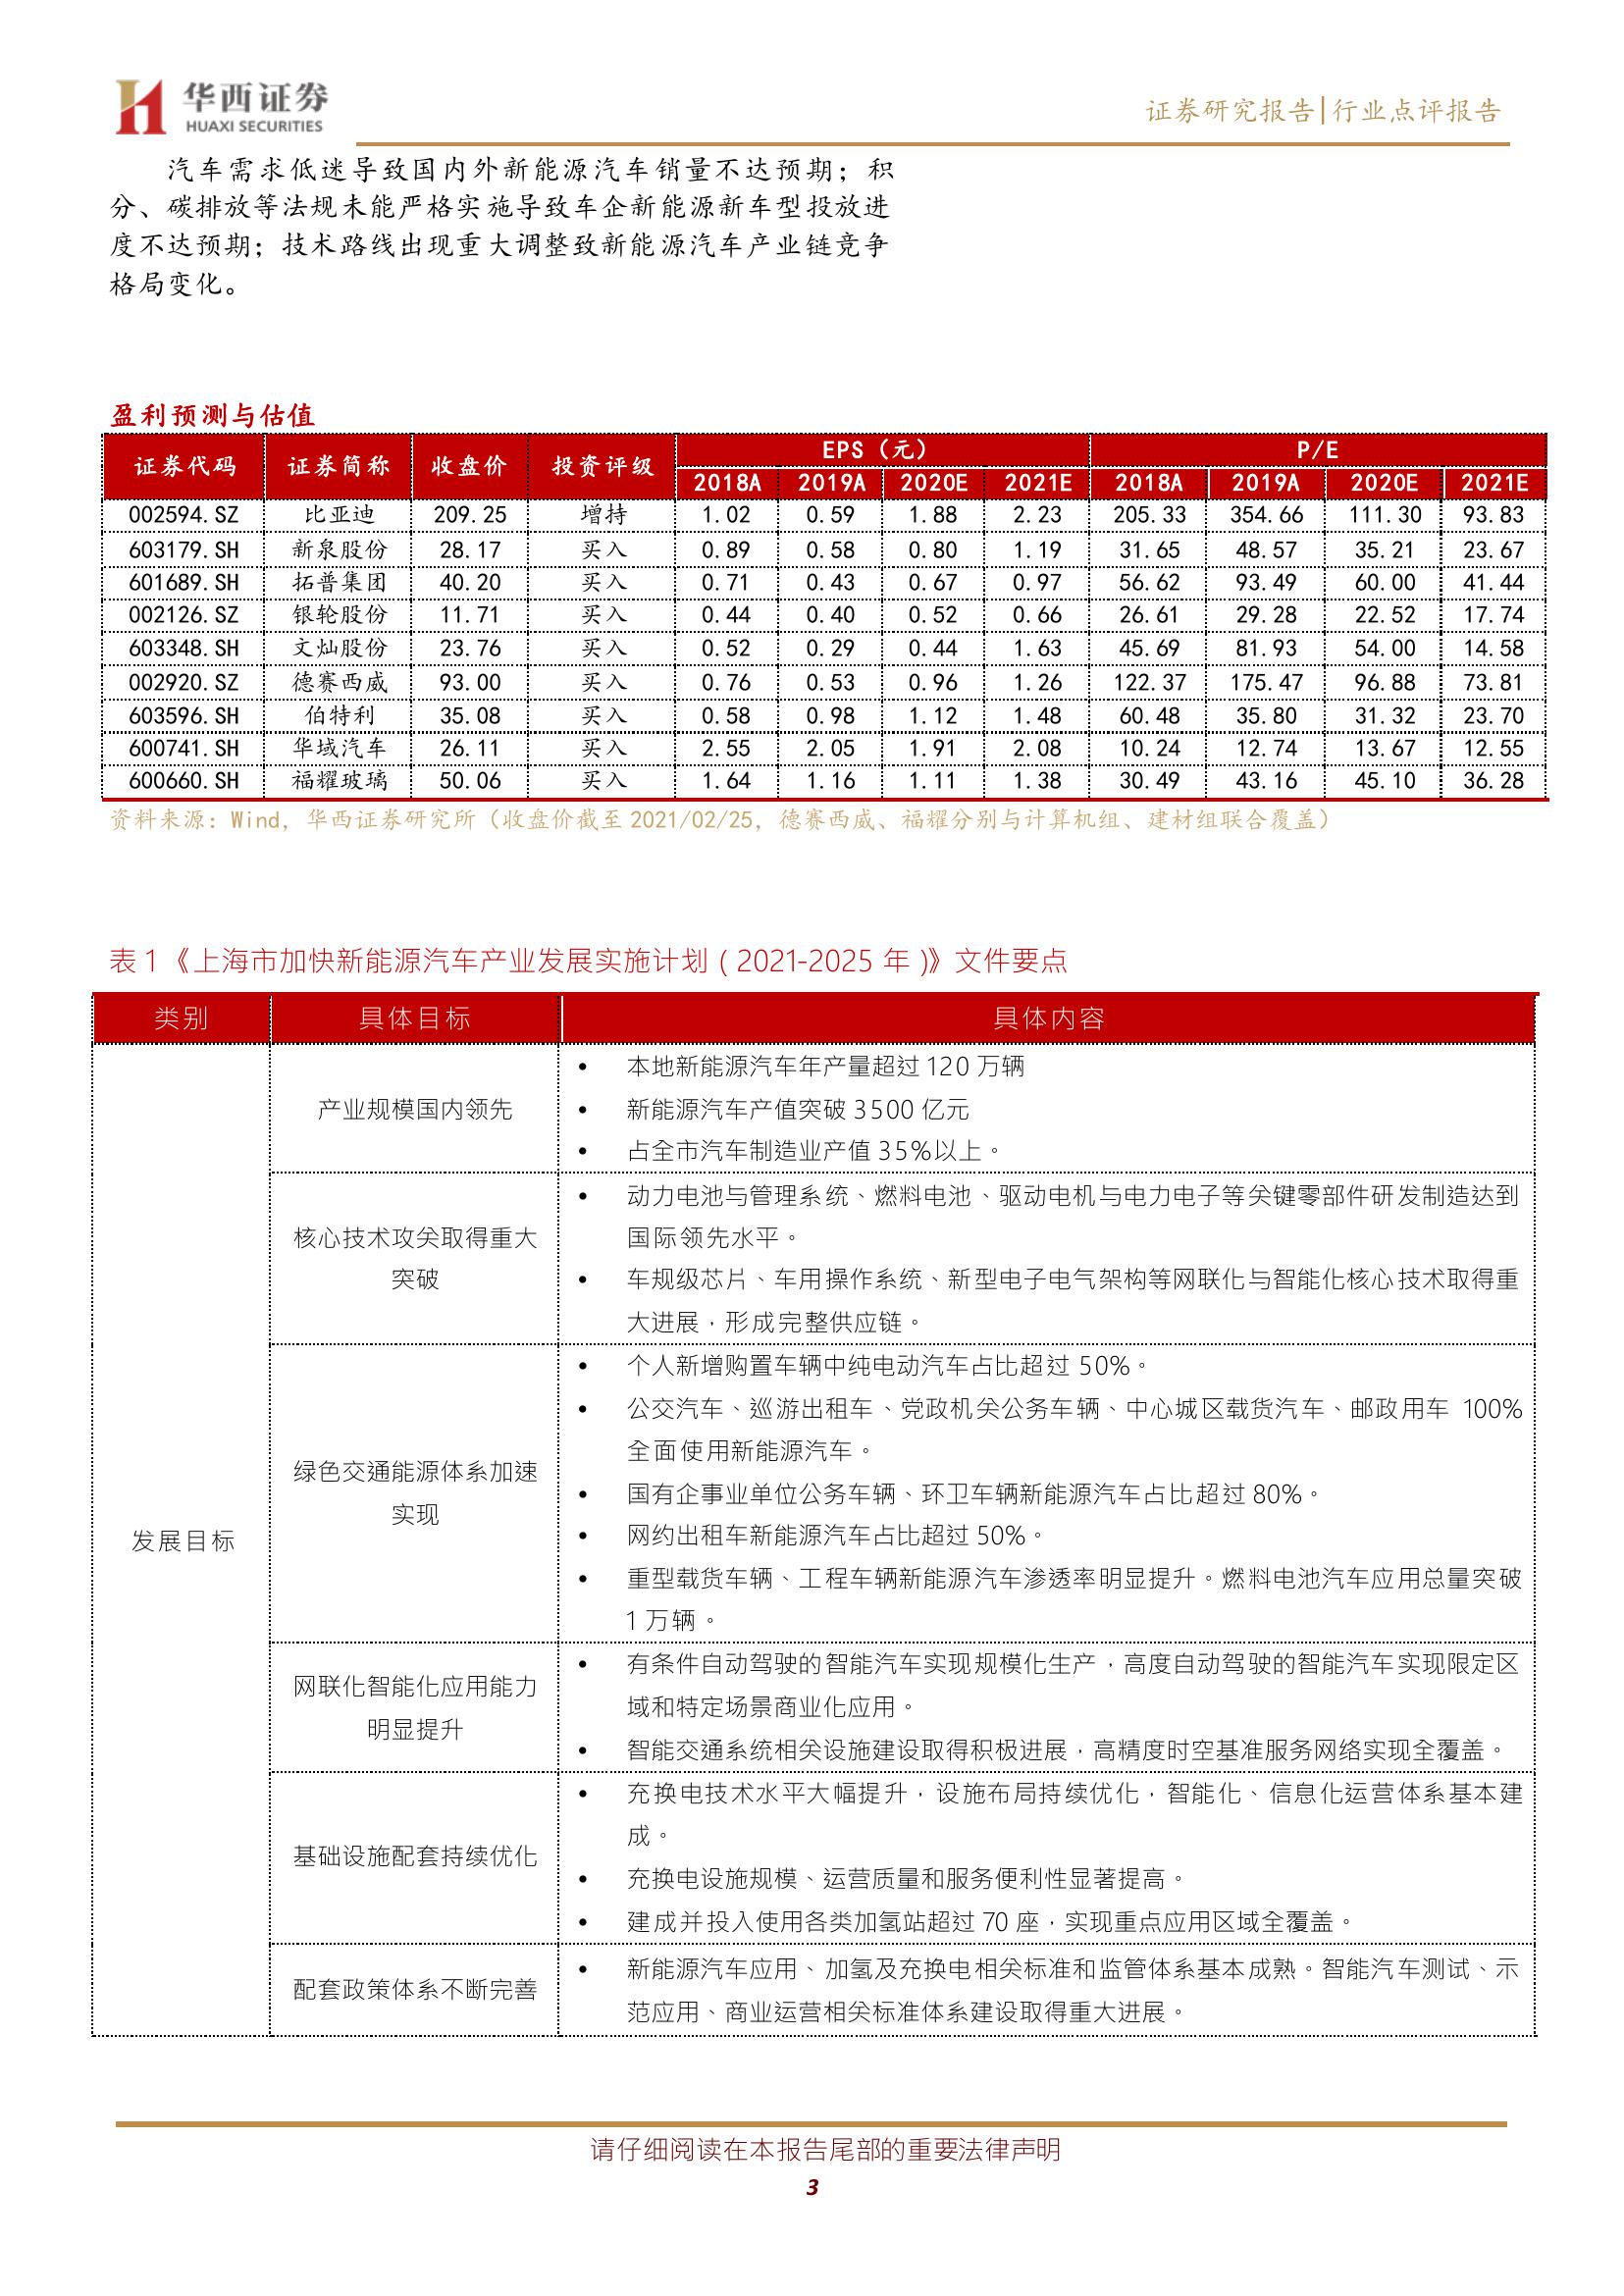 华西证券
HUAXI SECURITIES
证券研究报告|行业点评报告
汽车需求低迷导致国内外新能源汽车销量不达预期；积
分、碳排放等法规未能严格实施导致车企新能源新车型投放进
度不达预期；技术路线出现重大调整致新能源汽车产业链竞争
格局变化。
盈利预测与估值
证券代码 证券简称 收盘价 投资评级 EPS（元） P/E
2018A 2019A 2020E 2021E 2018A 2019A 2020E 2021E
002594.SZ 比亚迪 209.25 增持 1.02 0.59 1.88 2.23 205.33 354.66 111.30 93.83
603179.SH 新泉股份 28.17 买入 0.89 0.58 0.80 1.19 31.65 48.57 35.21 23.67
601689.SH 拓普集团 40.20 买入 0.71 0.43 0.67 0.97 56.62 93.49 60.00 41.44
002126.SZ 银轮股份 11.71 买入 0.44 0.40 0.52 0.66 26.61 29.28 22.52 17.74
603348.SH 文灿股份 23.76 买入 0.52 0.29 0.44 1.63 45.69 81.93 54.00 14.58
002920.SZ 德赛西威 93.00 买入 0.76 0.53 0.96 1.26 122.37 175.47 96.88 73.81
603596.SH 伯特利 35.08 买入 0.58 0.98 1.12 1.48 60.48 35.80 31.32 23.70
600741.SH 华域汽车 26.11 买入 2.55 2.05 1.91 2.08 10.24 12.74 13.67 12.55
600660.SH 福耀玻璃 50.06 买入 1.64 1.16 1.11 1.38 30.49 43.16 45.10 36.28
资料来源：Wind，华西证券研究所（收盘价截至 2021/02/25，德赛西威、福耀分别与计算机组、建材组联合覆盖）
表 1《上海市加快新能源汽车产业发展实施计划（2021-2025 年）》文件要点
类别 具体目标 具体内容
发展目标
产业规模国内领先
• 本地新能源汽车年产量超过 120 万辆
• 新能源汽车产值突破 3500 亿元
• 占全市汽车制造业产值 35%以上。
核心技术攻关取得重大
突破
• 动力电池与管理系统、燃料电池、驱动电机与电力电子等关键零部件研发制造达到
国际领先水平。
• 车规级芯片、车用操作系统、新型电子电气架构等网联化与智能化核心技术取得重
大进展，形成完整供应链。
绿色交通能源体系加速
实现
• 个人新增购置车辆中纯电动汽车占比超过 50%。
• 公交汽车、巡游出租车、党政机关公务车辆、中心城区载货汽车、邮政用车 100%
全面使用新能源汽车。
• 国有企事业单位公务车辆、环卫车辆新能源汽车占比超过 80%。
• 网约出租车新能源汽车占比超过 50%。
• 重型载货车辆、工程车辆新能源汽车渗透率明显提升。燃料电池汽车应用总量突破
1 万辆。
网联化智能化应用能力
明显提升
• 有条件自动驾驶的智能汽车实现规模化生产，高度自动驾驶的智能汽车实现限定区
域和特定场景商业化应用。
• 智能交通系统相关设施建设取得积极进展，高精度时空基准服务网络实现全覆盖。
基础设施配套持续优化
• 充换电技术水平大幅提升，设施布局持续优化，智能化、信息化运营体系基本建
成。
• 充换电设施规模、运营质量和服务便利性显著提高。
• 建成并投入使用各类加氢站超过 70 座，实现重点应用区域全覆盖。
配套政策体系不断完善
• 新能源汽车应用、加氢及充换电相关标准和监管体系基本成熟。智能汽车测试、示
范应用、商业运营相关标准体系建设取得重大进展。
请仔细阅读在本报告尾部的重要法律声明
3